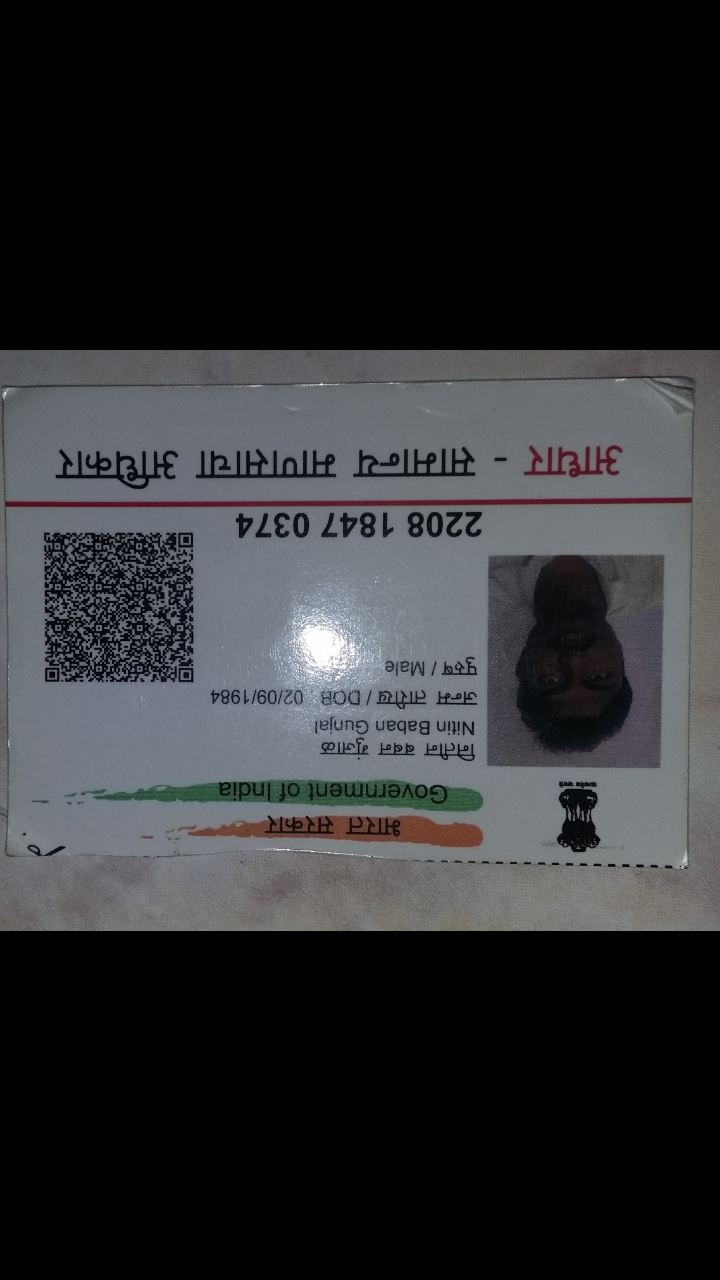 भारत सरकार
Government of India
नितीन बबन गुंजाळ
Nitin Baban Gunjal
जन्म तारीख / DOB : 02/09/1984
पुरुष / Male
2208 1847 0374
आधार - सामान्य माणसाचा अधिकार